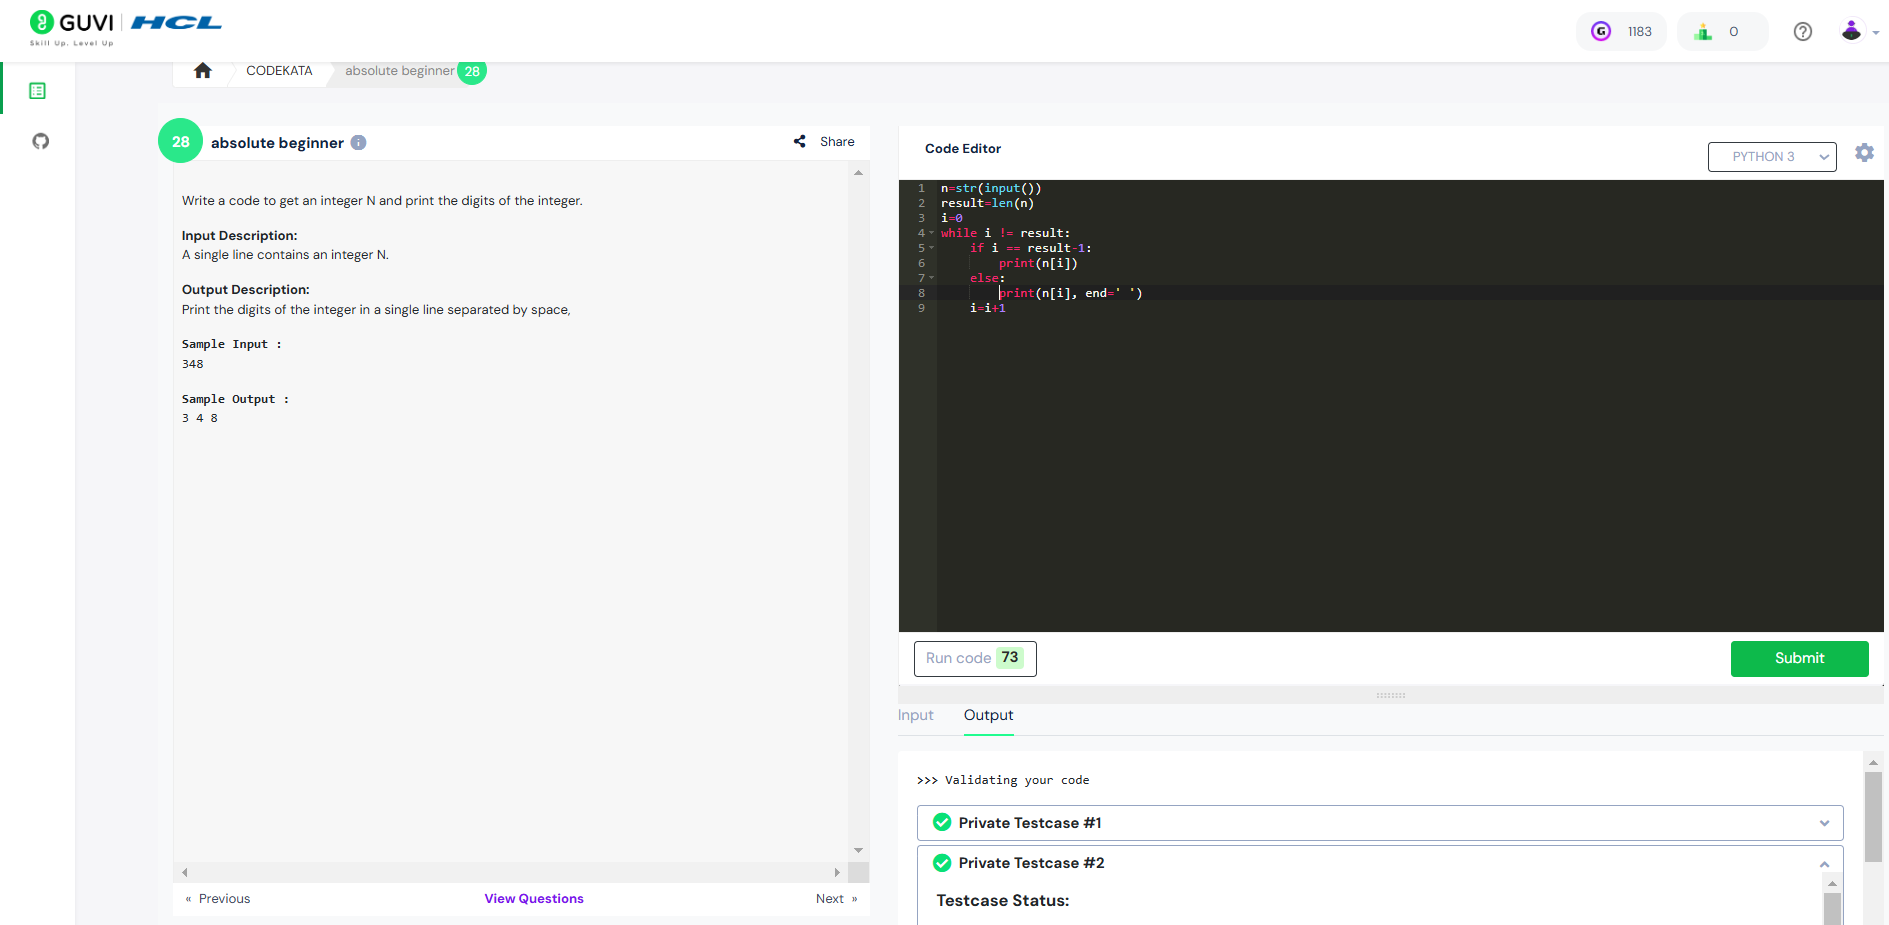 GUVI | HCL
Skill Up. Level Up
1183
0
CODEKATA
absolute beginner 28
28 absolute beginner
Share
Write a code to get an integer N and print the digits of the integer.
Input Description:
A single line contains an integer N.
Output Description:
Print the digits of the integer in a single line separated by space,
Sample Input :
348
Sample Output :
3 4 8
« Previous
View Questions
Next »
Code Editor
PYTHON 3
1 n=str(input())
2 result=len(n)
3 i=0
4 while i != result:
5     if i == result-1:
6         print(n[i])
7     else:
8         print(n[i], end=' ')
9     i=i+1
Run code 73
Submit
Input
Output
>>> Validating your code
Private Testcase #1
Private Testcase #2
Testcase Status: